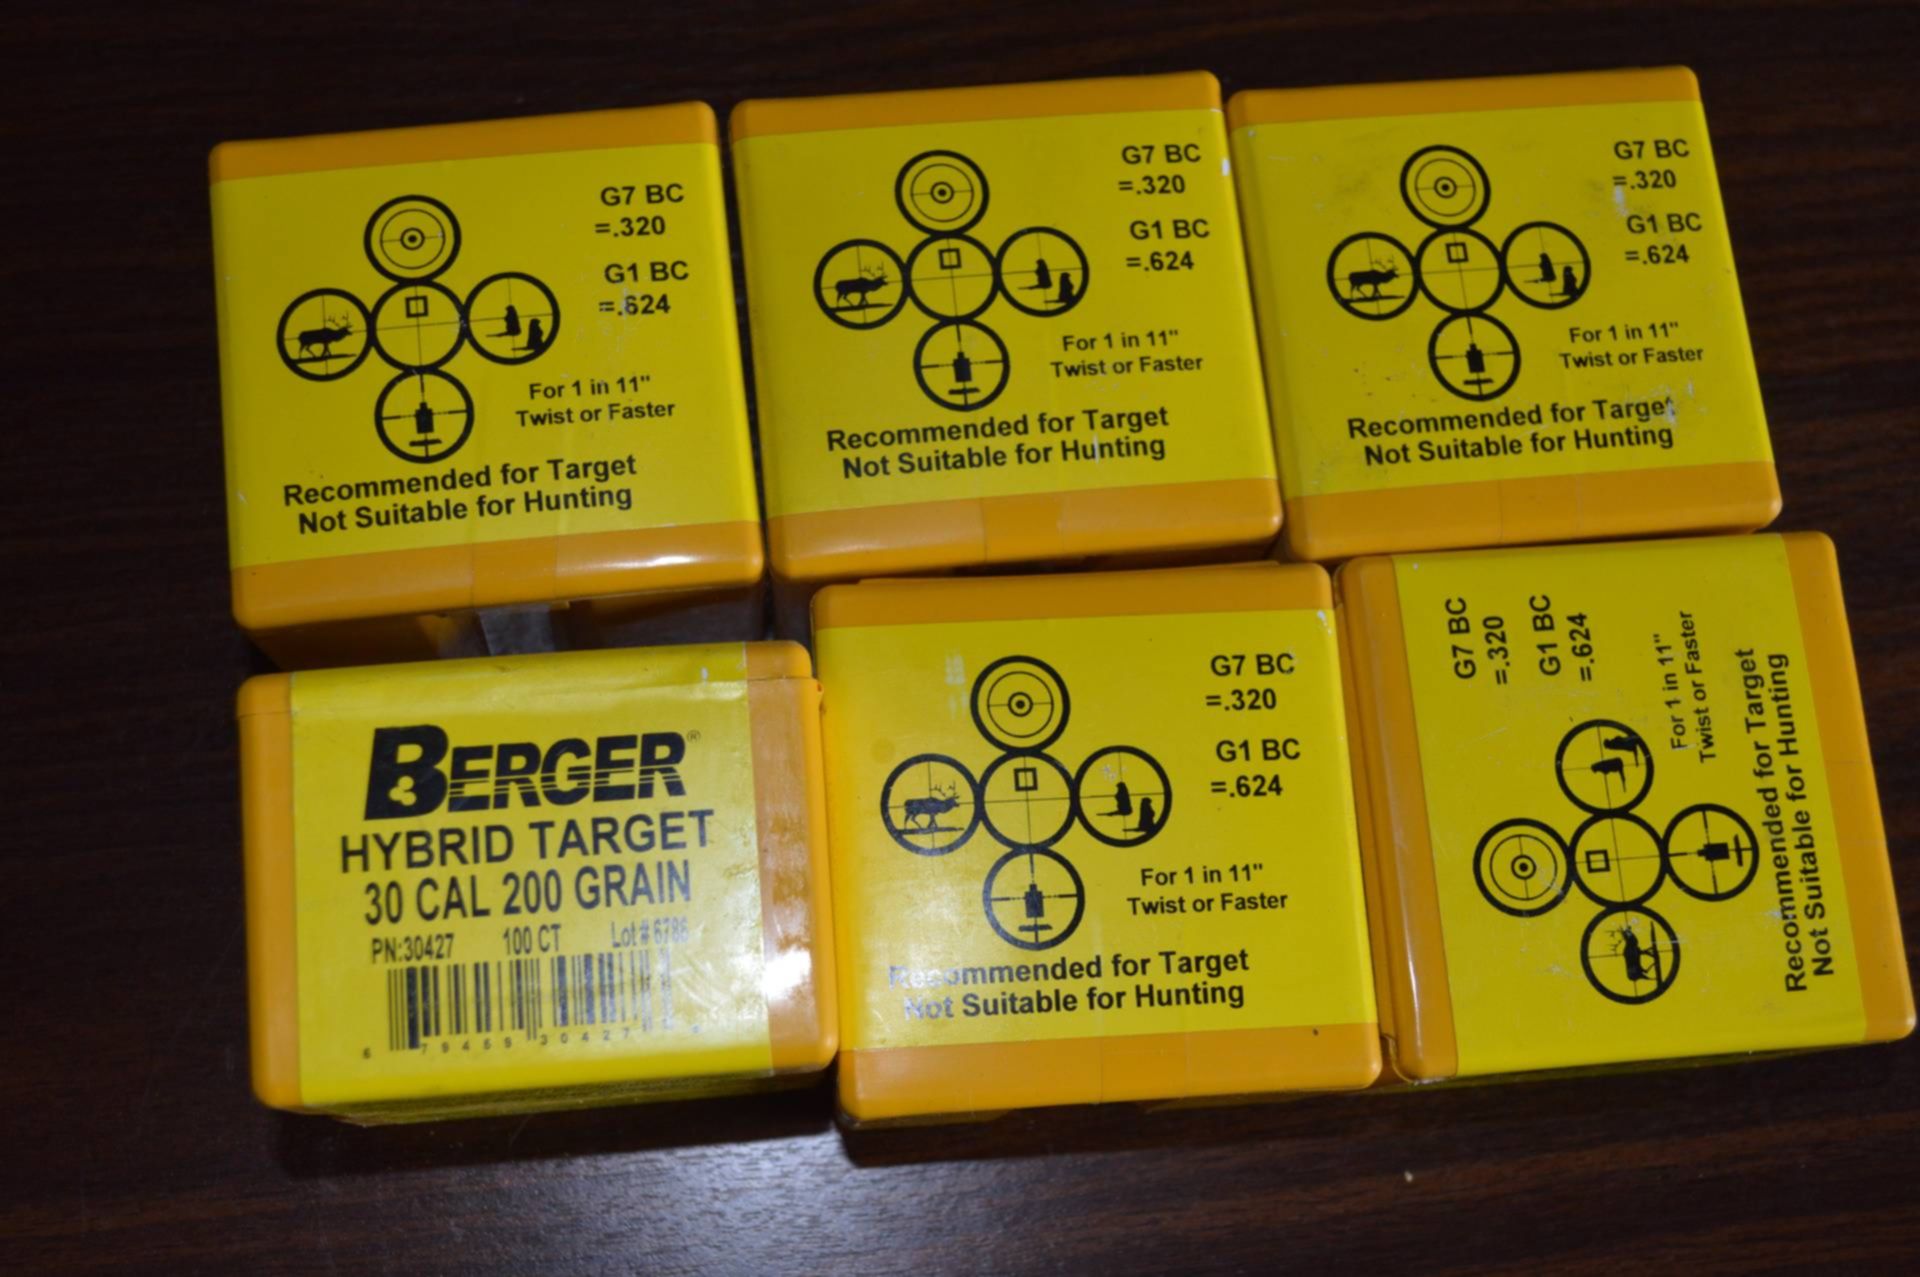 G7 BC
=.320
G1 BC
=.624
For 1 in 11"
Twist or Faster
Recommended for Target
Not Suitable for Hunting
G7 BC
=.320
G1 BC
=.624
For 1 in 11"
Twist or Faster
Recommended for Target
Not Suitable for Hunting
G7 BC
=.320
G1 BC
=.624
For 1 in 11"
Twist or Faster
Recommended for Target
Not Suitable for Hunting
BERGER®
HYBRID TARGET
30 CAL 200 GRAIN
PN:30427 100 CT Lot# 6786
6 79459 30427
G7 BC
=.320
G1 BC
=.624
For 1 in 11"
Twist or Faster
Recommended for Target
Not Suitable for Hunting
G7 BC
=.320
G1 BC
=.624
For 1 in 11"
Twist or Faster
Recommended for Target
Not Suitable for Hunting